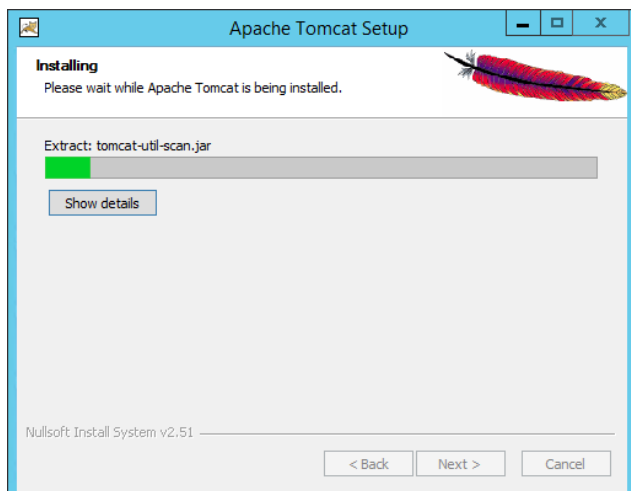 Apache Tomcat Setup
Installing
Please wait while Apache Tomcat is being installed.
Extract: tomcat-util-scan.jar
Show details
Nullsoft Install System v2.51
< Back Next > Cancel